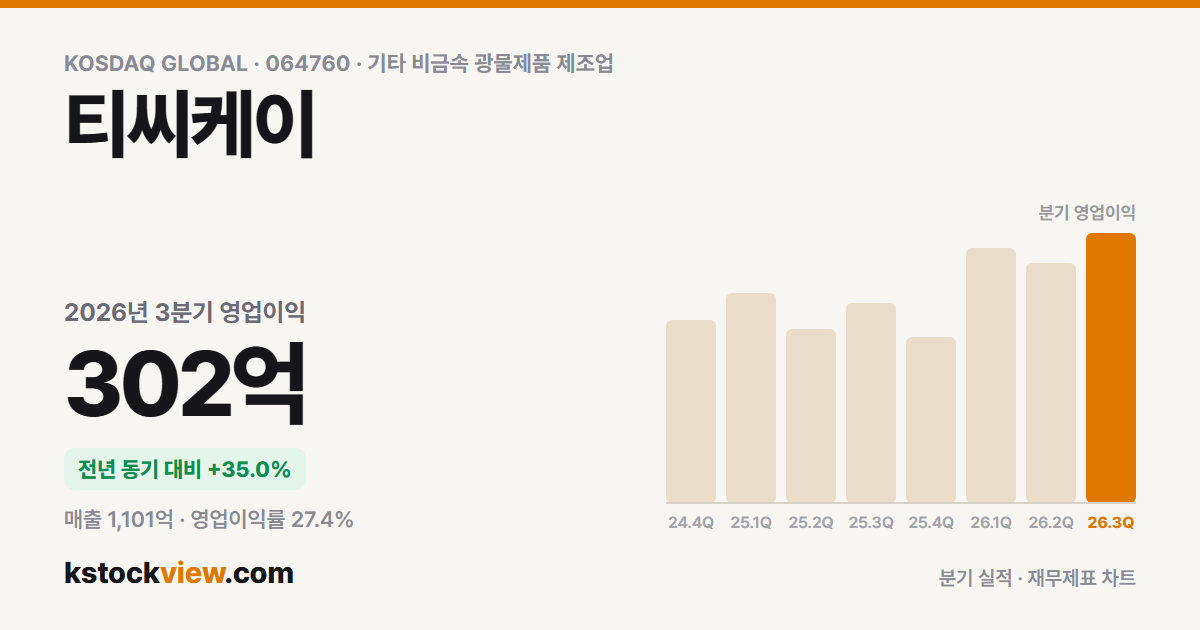 KOSDAQ GLOBAL · 064760 · 기타 비금속 광물제품 제조업
티씨케이
분기 영업이익
2026년 3분기 영업이익
302억
전년 동기 대비 +35.0%
매출 1,101억 · 영업이익률 27.4%
24.4Q 25.1Q 25.2Q 25.3Q 25.4Q 26.1Q 26.2Q 26.3Q
kstockview.com
분기 실적 · 재무제표 차트